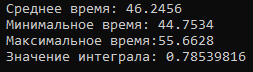 Среднее время: 46.2456
Минимальное время: 44.7534
Максимальное время:55.6628
Значение интеграла: 0.78539816